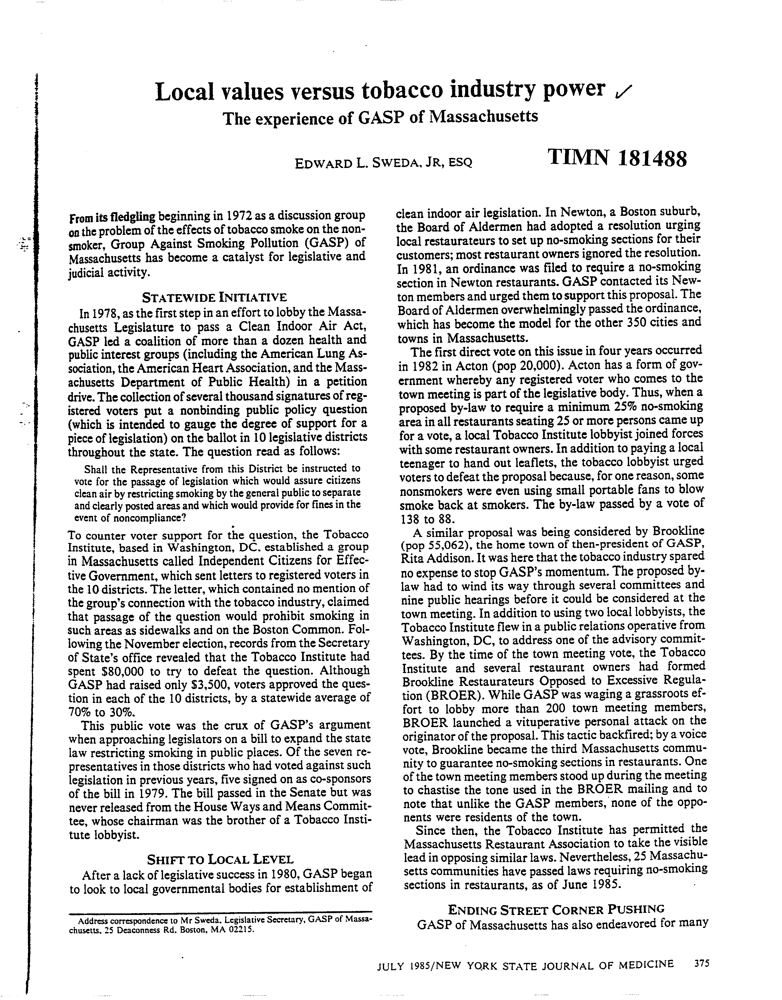 Local values versus tobacco industry power
The experience of GASP of Massachusetts
EDWARD L. SWEDA, JR, ESQ
TIMN 181488
From its fledgling beginning in 1972 as a discussion group
on the problem of the effects of tobacco smoke on the non-
smoker, Group Against Smoking Pollution (GASP) of
Massachusetts has become a catalyst for legislative and
judicial activity.
STATEWIDE INITIATIVE
In 1978, as the first step in an effort to lobby the Massa-
chusetts Legislature to pass a Clean Indoor Air Act,
GASP led a coalition of more than a dozen health and
public interest groups (including the American Lung As-
sociation, the American Heart Association, and the Mass-
achusetts Department of Public Health) in a petition
drive. The collection of several thousand signatures of reg-
istered voters put a nonbinding public policy question
(which is intended to gauge the degree of support for a
piece of legislation) on the ballot in 10 legislative districts
throughout the state. The question read as follows:
Shall the Representative from this District be instructed to
vote for the passage of legislation which would assure citizens
clean air by restricting smoking by the general public to separate
and clearly posted areas and which would provide for fines in the
event of noncompliance?
To counter voter support for the question, the Tobacco
Institute, based in Washington, DC, established a group
in Massachusetts called Independent Citizens for Effec-
tive Government, which sent letters to registered voters in
the 10 districts. The letter, which contained no mention of
the group's connection with the tobacco industry, claimed
that passage of the question would prohibit smoking in
such areas as sidewalks and on the Boston Common. Fol-
lowing the November election, records from the Secretary
of State's office revealed that the Tobacco Institute had
spent $80,000 to try to defeat the question. Although
GASP had raised only $3,500, voters approved the ques-
tion in each of the 10 districts, by a statewide average of
70% to 30%.
This public vote was the crux of GASP's argument
when approaching legislators on a bill to expand the state
law restricting smoking in public places. Of the seven re-
presentatives in those districts who had voted against such
legislation in previous years, five signed on as co-sponsors
of the bill in 1979. The bill passed in the Senate but was
never released from the House Ways and Means Commit-
tee, whose chairman was the brother of a Tobacco Insti-
tute lobbyist.
SHIFT TO LOCAL LEVEL
After a lack of legislative success in 1980, GASP began
to look to local governmental bodies for establishment of
Address correspondence to Mr Sweda, Legislative Secretary, GASP of Massa-
chusetts, 25 Deaconness Rd, Boston, MA 02215.
clean indoor air legislation. In Newton, a Boston suburb,
the Board of Aldermen had adopted a resolution urging
local restaurateurs to set up no-smoking sections for their
customers; most restaurant owners ignored the resolution.
In 1981, an ordinance was filed to require a no-smoking
section in Newton restaurants. GASP contacted its New-
ton members and urged them to support this proposal. The
Board of Aldermen overwhelmingly passed the ordinance,
which has become the model for the other 350 cities and
towns in Massachusetts.
The first direct vote on this issue in four years occurred
in 1982 in Acton (pop 20,000). Acton has a form of gov-
ernment whereby any registered voter who comes to the
town meeting is part of the legislative body. Thus, when a
proposed by-law to require a minimum 25% no-smoking
area in all restaurants seating 25 or more persons came up
for a vote, a local Tobacco Institute lobbyist joined forces
with some restaurant owners. In addition to paying a local
teenager to hand out leaflets, the tobacco lobbyist urged
voters to defeat the proposal because, for one reason, some
nonsmokers were even using small portable fans to blow
smoke back at smokers. The by-law passed by a vote of
138 to 88.
A similar proposal was being considered by Brookline
(pop 55,062), the home town of then-president of GASP,
Rita Addison. It was here that the tobacco industry spared
no expense to stop GASP's momentum. The proposed by-
law had to wind its way through several committees and
nine public hearings before it could be considered at the
town meeting. In addition to using two local lobbyists, the
Tobacco Institute flew in a public relations operative from
Washington, DC, to address one of the advisory commit-
tees. By the time of the town meeting vote, the Tobacco
Institute and several restaurant owners had formed
Brookline Restaurateurs Opposed to Excessive Regula-
tion (BROER). While GASP was waging a grassroots ef-
fort to lobby more than 200 town meeting members,
BROER launched a vituperative personal attack on the
originator of the proposal. This tactic backfired; by a voice
vote, Brookline became the third Massachusetts commu-
nity to guarantee no-smoking sections in restaurants. One
of the town meeting members stood up during the meeting
to chastise the tone used in the BROER mailing and to
note that unlike the GASP members, none of the oppo-
nents were residents of the town.
Since then, the Tobacco Institute has permitted the
Massachusetts Restaurant Association to take the visible
lead in opposing similar laws. Nevertheless, 25 Massachu-
setts communities have passed laws requiring no-smoking
sections in restaurants, as of June 1985.
ENDING STREET CORNER PUSHING
GASP of Massachusetts has also endeavored for many
JULY 1985/NEW YORK STATE JOURNAL OF MEDICINE 375